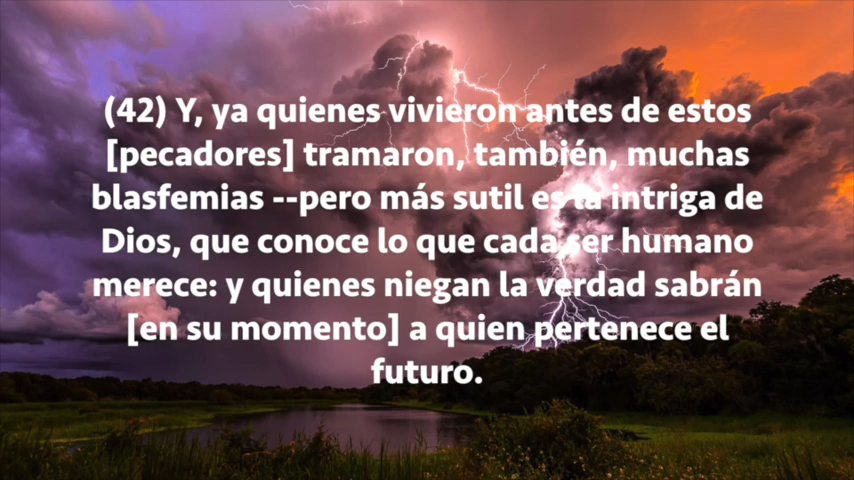 (42) Y, ya quienes vivieron antes de estos
[pecadores] tramaron, también, muchas
blasfemias --pero más sutil es la intriga de
Dios, que conoce lo que cada ser humano
merece: y quienes niegan la verdad sabrán
[en su momento] a quien pertenece el
futuro.